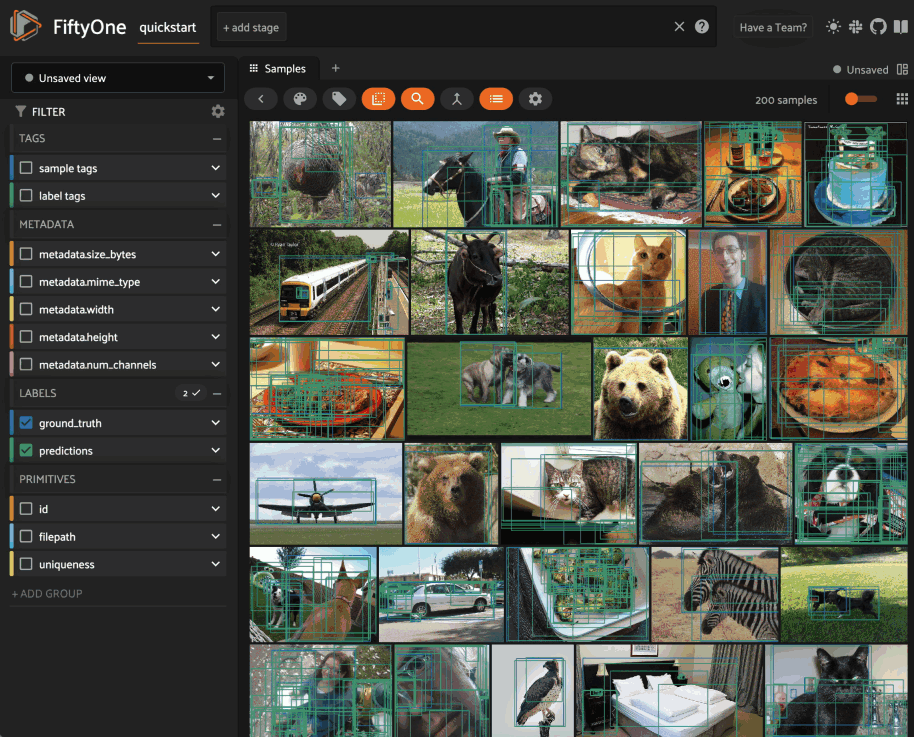 FiftyOne
quickstart
+ add stage
Have a Team?
Unsaved view
Samples
+
Unsaved
FILTER
200 samples
TAGS
sample tags
label tags
METADATA
metadata.size_bytes
metadata.mime_type
metadata.width
metadata.height
metadata.num_channels
LABELS
2
ground_truth
predictions
PRIMITIVES
id
filepath
uniqueness
+ ADD GROUP